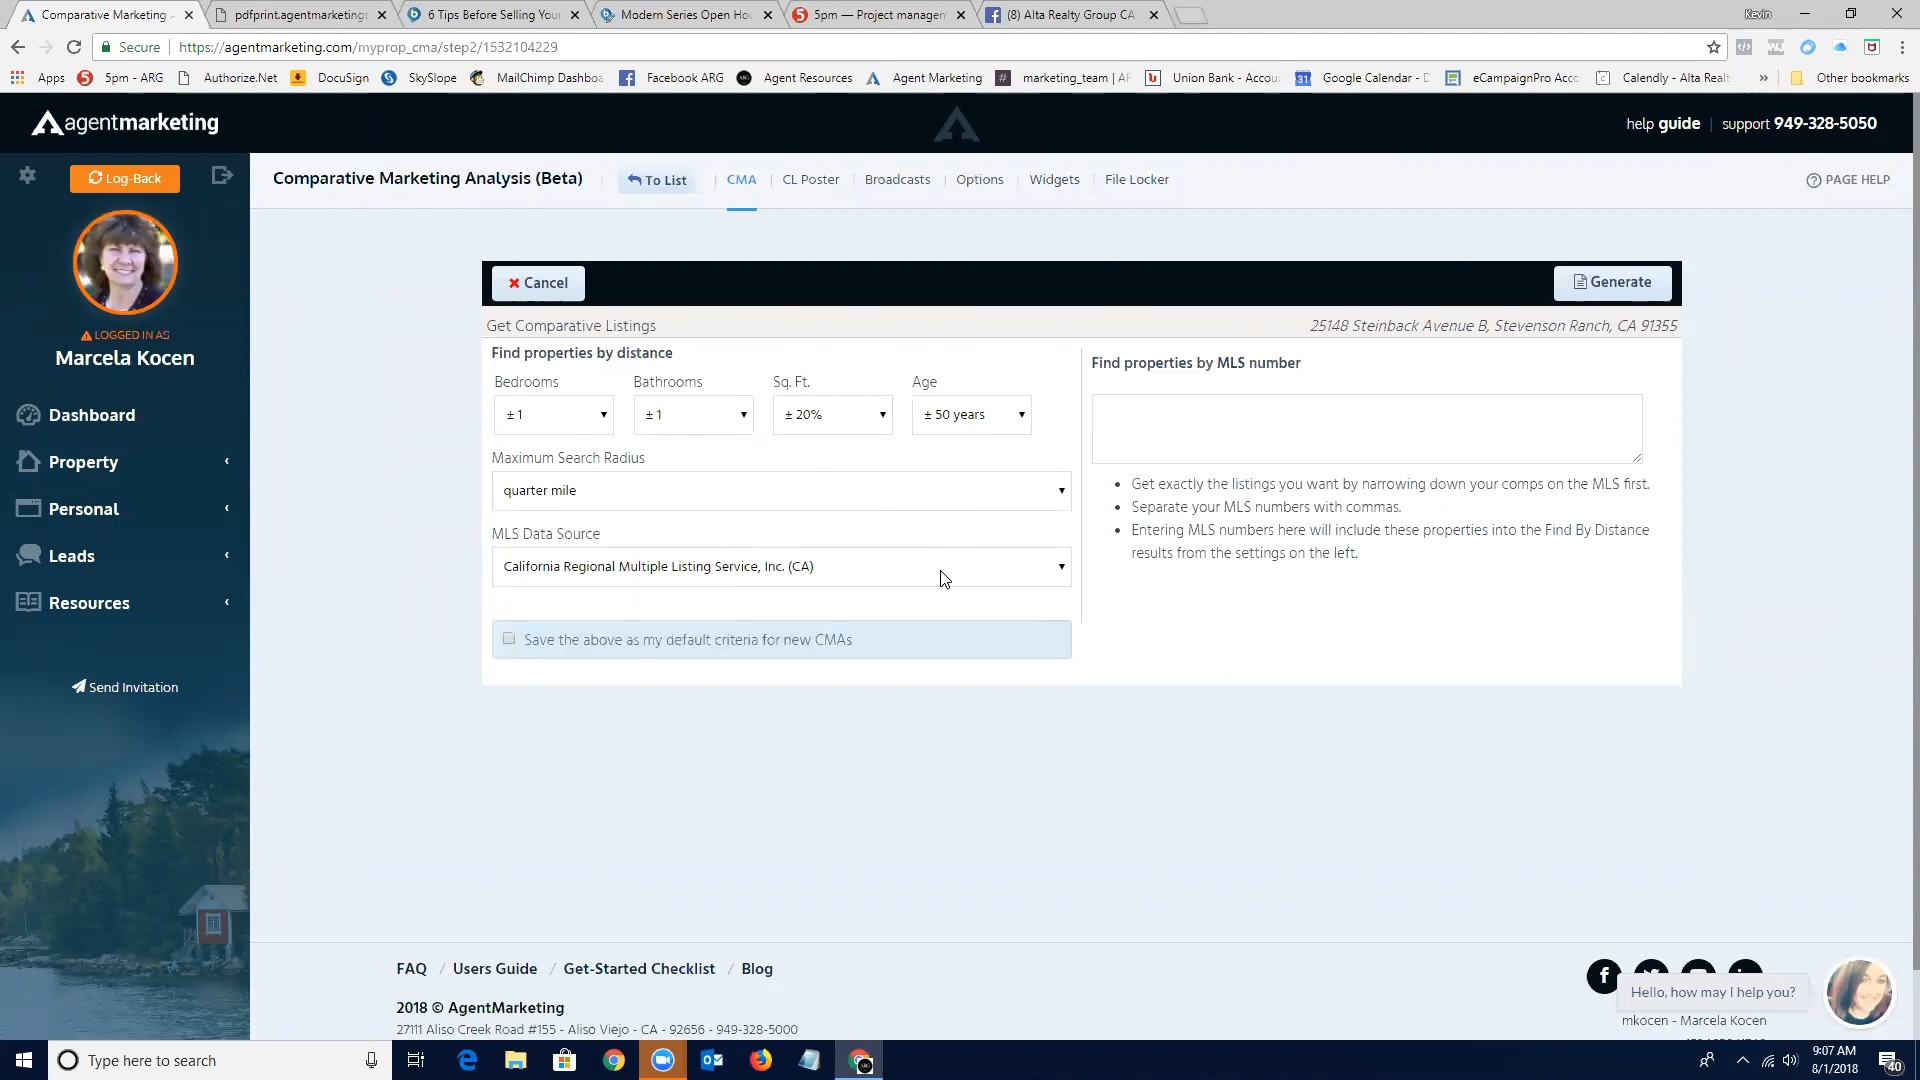 Comparative Marketing
pdfprint.agentmarketing
6 Tips Before Selling Your
Modern Series Open Hou
5pm — Project managem
(8) Alta Realty Group CA
Kevin
Secure
https://agentmarketing.com/myprop_cma/step2/1532104229
Apps
5pm - ARG
Authorize.Net
DocuSign
SkySlope
MailChimp Dashboa
Facebook ARG
Agent Resources
Agent Marketing
marketing_team | AR
Union Bank - Accou
Google Calendar - D
eCampaignPro Acco
Calendly - Alta Realt
»
Other bookmarks
agentmarketing
help guide | support 949-328-5050
Log-Back
LOGGED IN AS
Marcela Kocen
Dashboard
Property
Personal
Leads
Resources
Send Invitation
Comparative Marketing Analysis (Beta)
To List
CMA
CL Poster
Broadcasts
Options
Widgets
File Locker
PAGE HELP
Cancel
Generate
Get Comparative Listings
25148 Steinback Avenue B, Stevenson Ranch, CA 91355
Find properties by distance
Bedrooms
Bathrooms
Sq. Ft.
Age
± 1
± 1
± 20%
± 50 years
Maximum Search Radius
quarter mile
MLS Data Source
California Regional Multiple Listing Service, Inc. (CA)
Save the above as my default criteria for new CMAs
Find properties by MLS number
• Get exactly the listings you want by narrowing down your comps on the MLS first.
• Separate your MLS numbers with commas.
• Entering MLS numbers here will include these properties into the Find By Distance
results from the settings on the left.
FAQ / Users Guide / Get-Started Checklist / Blog
2018 © AgentMarketing
27111 Aliso Creek Road #155 - Aliso Viejo - CA - 92656 - 949-328-5000
Hello, how may I help you?
mkocen - Marcela Kocen
Type here to search
9:07 AM
8/1/2018
40